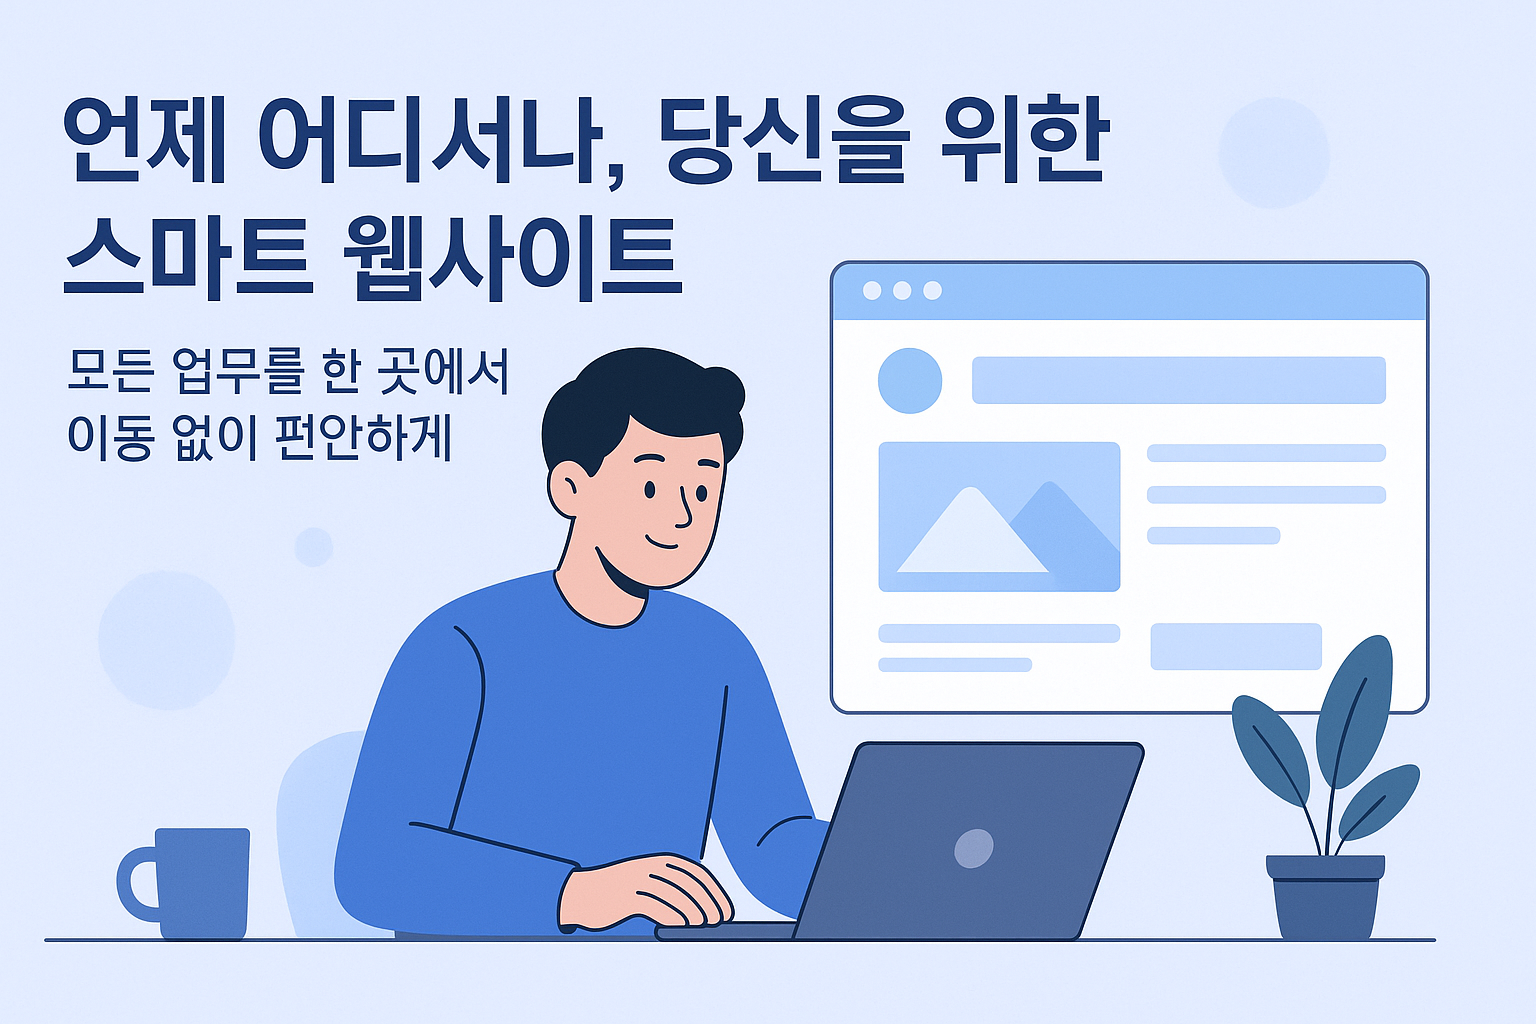 언제 어디서나, 당신을 위한
스마트 웹사이트
모든 업무를 한 곳에서
이동 없이 편안하게